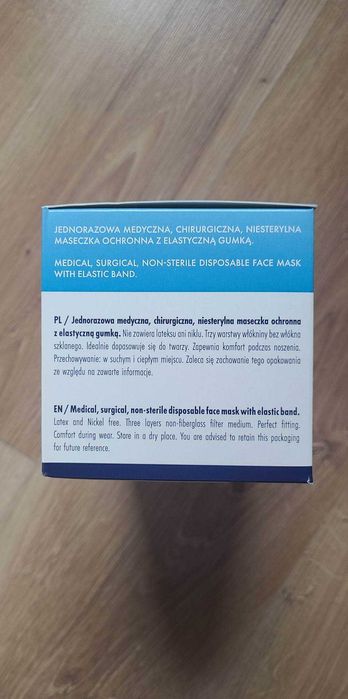 JEDNORAZOWA MEDYCZNA, CHIRURGICZNA, NIESTERYLNA
MASECZKA OCHRONNA Z ELASTYCZNĄ GUMKĄ.
MEDICAL, SURGICAL, NON-STERILE DISPOSABLE FACE MASK
WITH ELASTIC BAND.
PL / Jednorazowa medyczna, chirurgiczna, niesterylna maseczka ochronna
z elastyczną gumką. Nie zawiera lateksu ani niklu. Trzy warstwy włókniny bez włókna
szklanego. Idealnie dopasowuje się do twarzy. Zapewnia komfort podczas noszenia.
Przechowywanie: w suchym i ciepłym miejscu. Zaleca się zachowanie tego opakowania
ze względu na zawarte informacje.
EN / Medical, surgical, non-sterile disposable face mask with elastic band.
Latex and Nickel free. Three layers non-fiberglass filter medium. Perfect fitting.
Comfort during wear. Store in a dry place. You are advised to retain this packaging
for future reference.